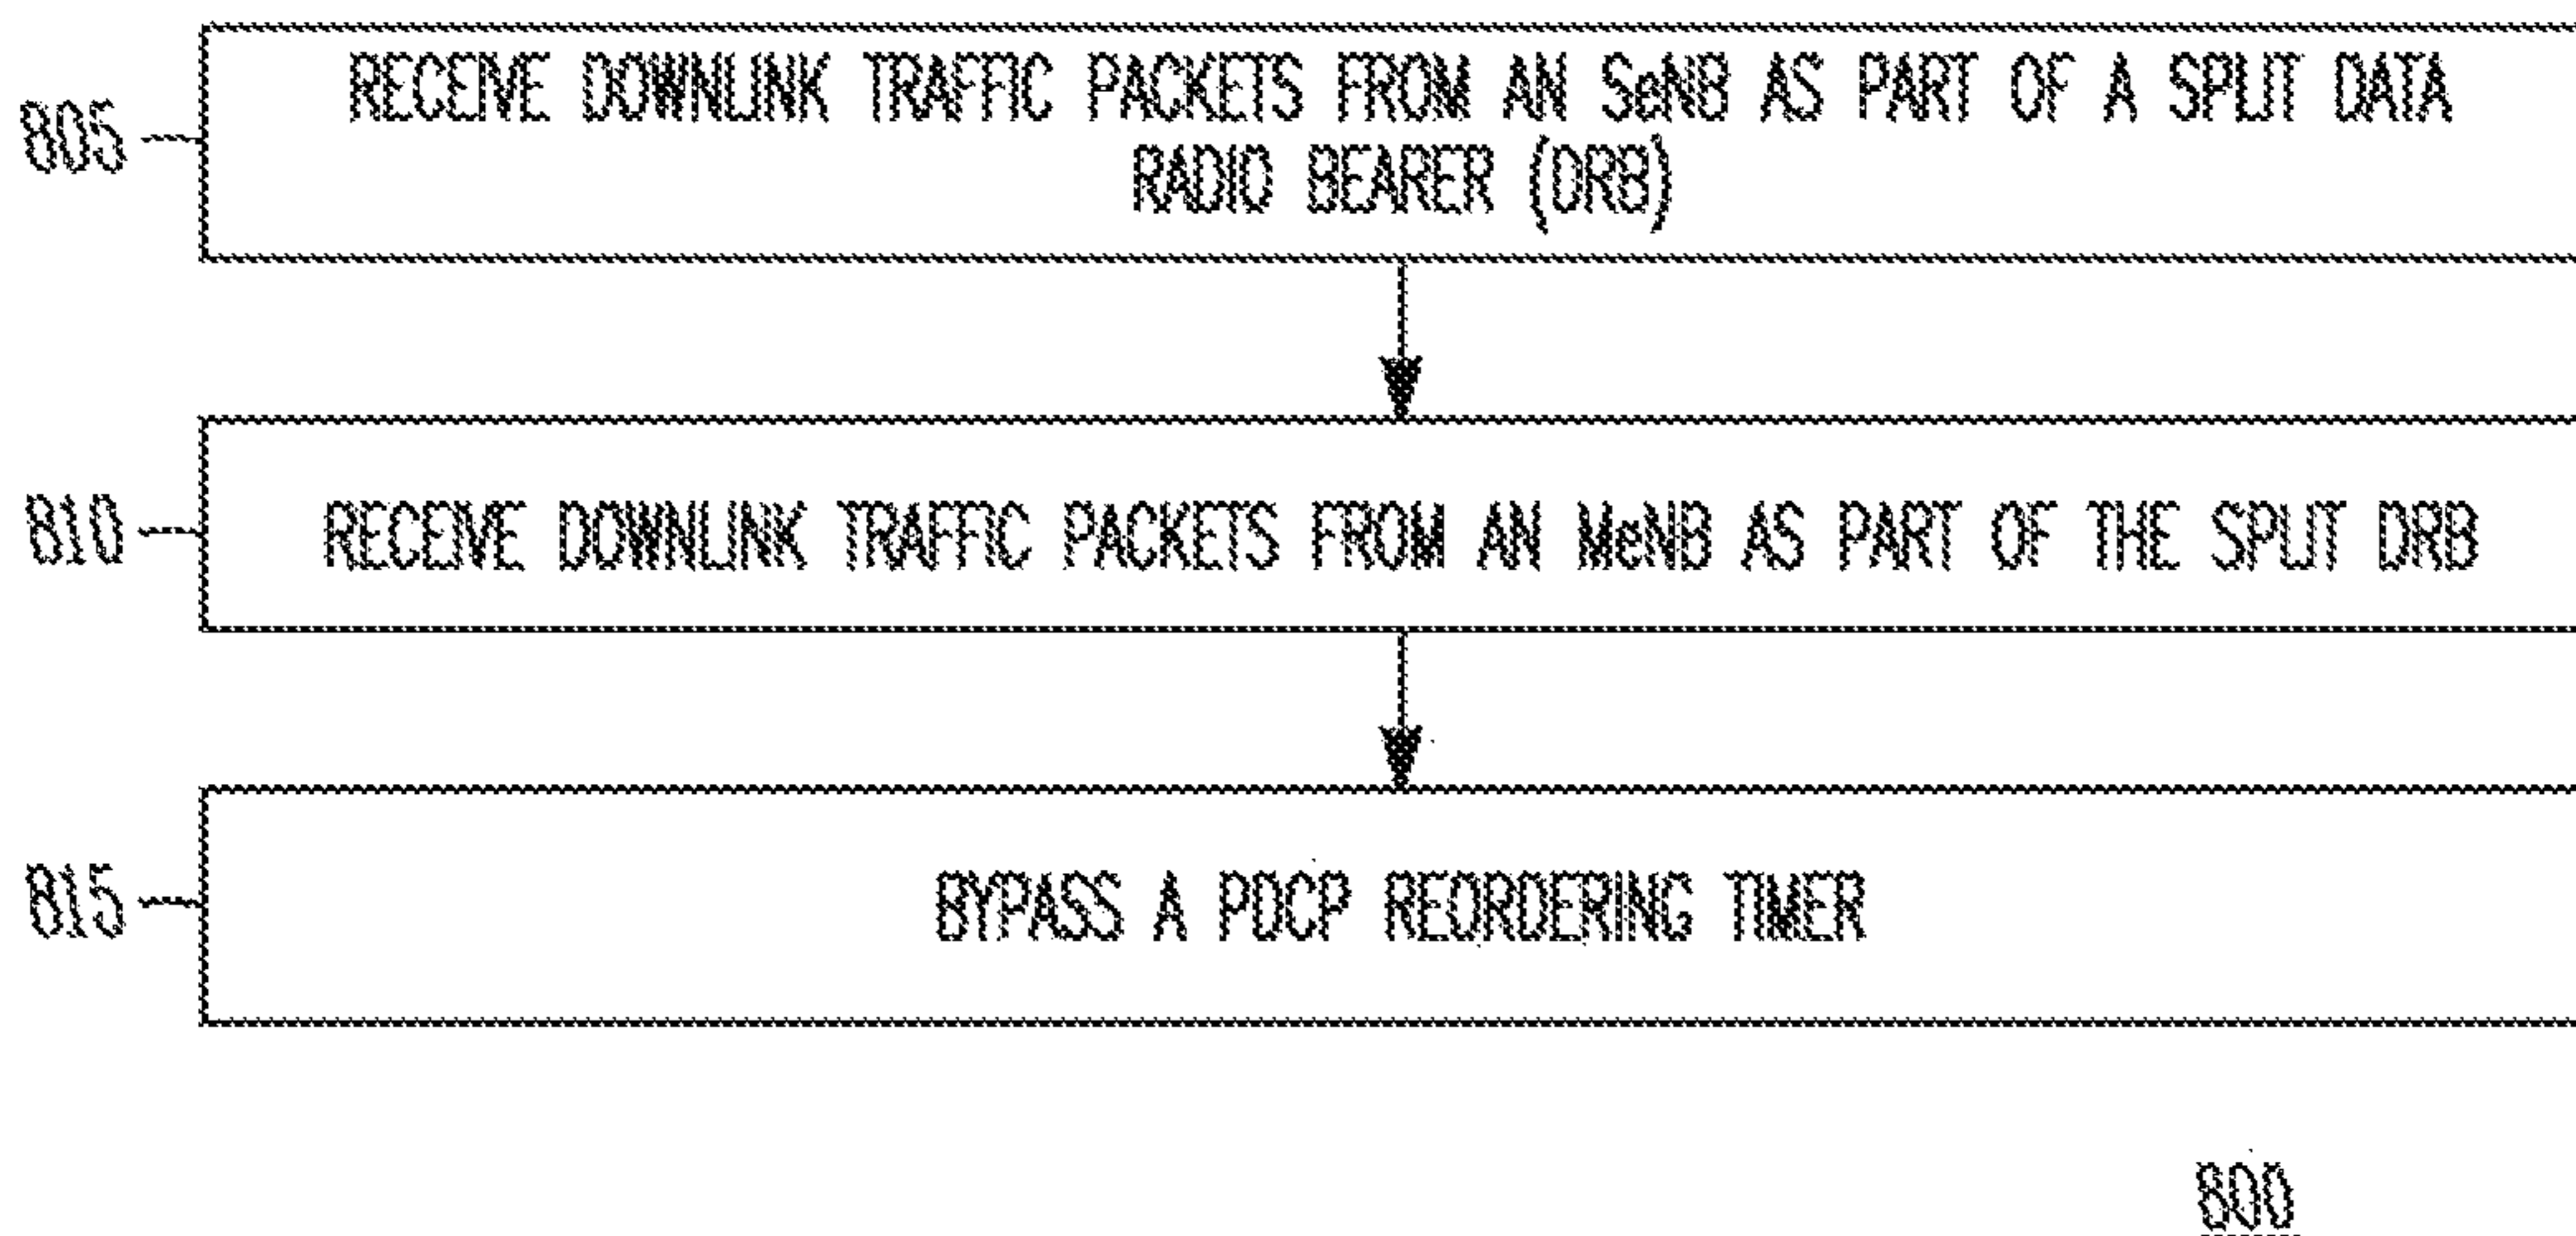 805
RECEIVE DOWNLINK TRAFFIC PACKETS FROM AN SeNB AS PART OF A SPLIT DATA
RADIO BEARER (DRB)
810
RECEIVE DOWNLINK TRAFFIC PACKETS FROM AN MeNB AS PART OF THE SPLIT DRB
815
BYPASS A PDCP REORDERING TIMER
800